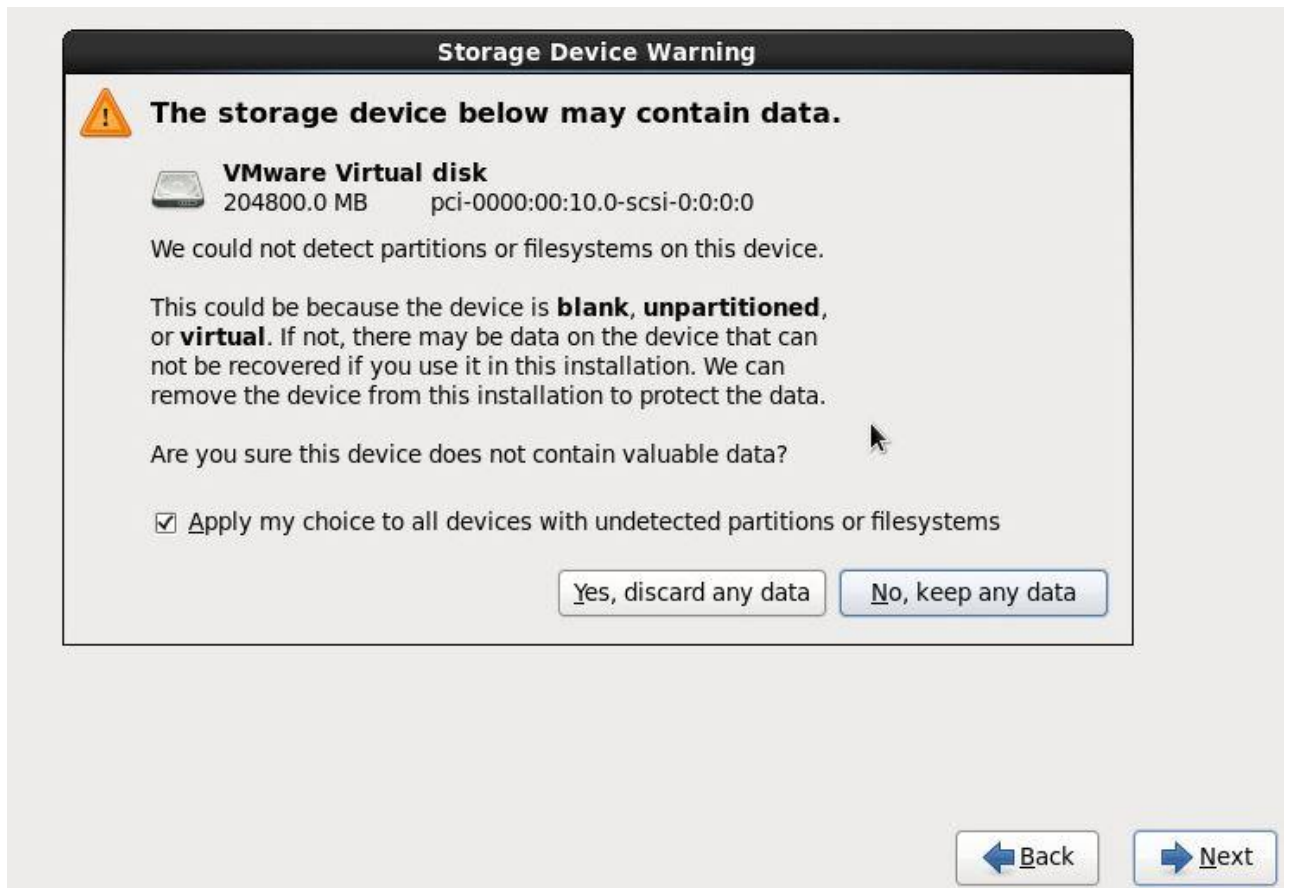 Storage Device Warning
The storage device below may contain data.
VMware Virtual disk
204800.0 MB pci-0000:00:10.0-scsi-0:0:0:0
We could not detect partitions or filesystems on this device.
This could be because the device is blank, unpartitioned,
or virtual. If not, there may be data on the device that can
not be recovered if you use it in this installation. We can
remove the device from this installation to protect the data.
Are you sure this device does not contain valuable data?
Apply my choice to all devices with undetected partitions or filesystems
Yes, discard any data No, keep any data
Back Next